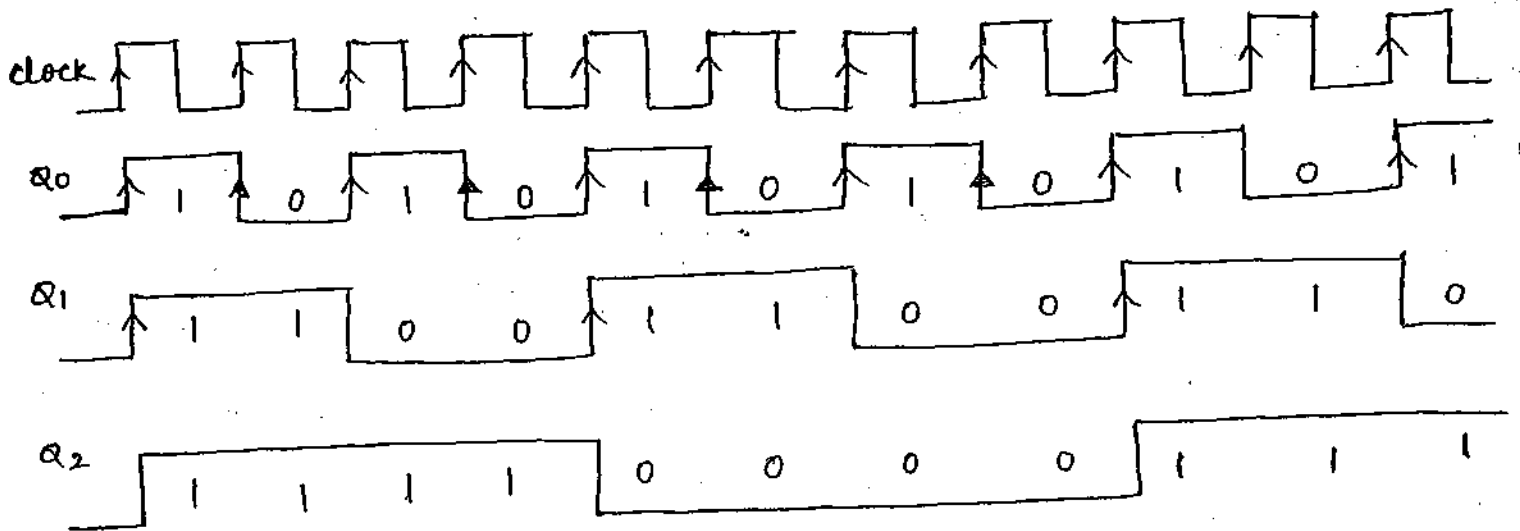 clock
Q0 1 0 1 0 1 0 1 0 1 0 1
Q1 1 1 0 0 1 1 0 0 1 1 0
Q2 1 1 1 1 0 0 0 0 1 1 1